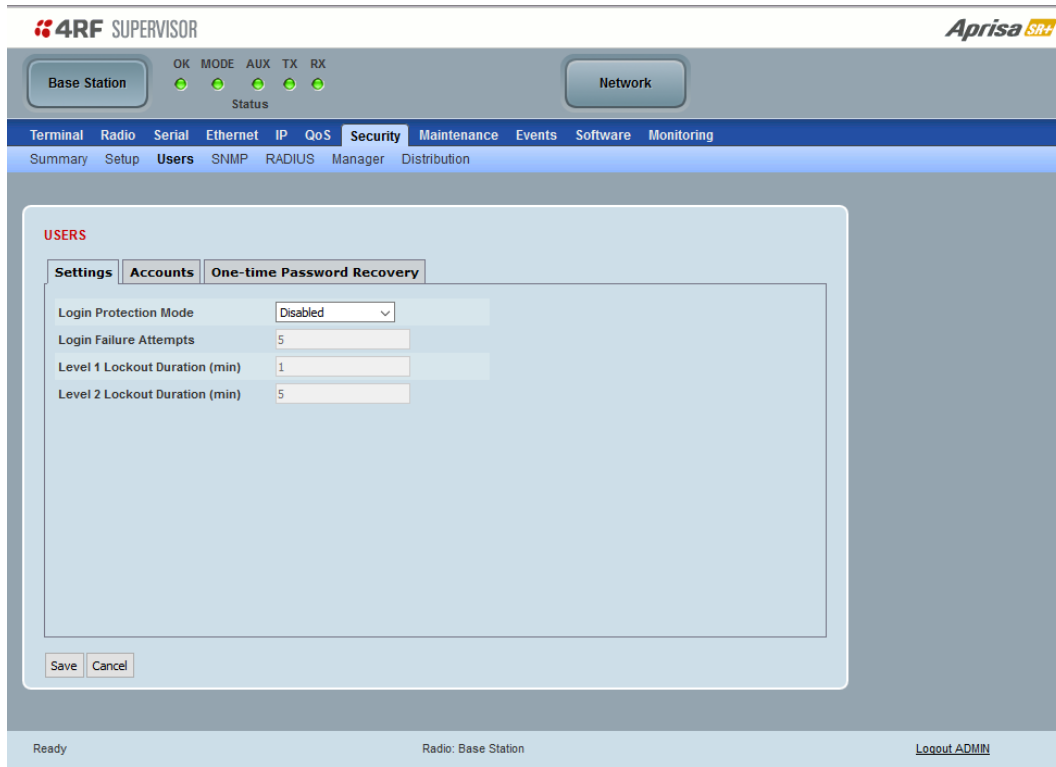 4RF SUPERVISOR
Aprisa SR+
Base Station
OK MODE AUX TX RX
Status
Network
Terminal Radio Serial Ethernet IP QoS Security Maintenance Events Software Monitoring
Summary Setup Users SNMP RADIUS Manager Distribution
USERS
Settings Accounts One-time Password Recovery
Login Protection Mode Disabled
Login Failure Attempts 5
Level 1 Lockout Duration (min) 1
Level 2 Lockout Duration (min) 5
Save Cancel
Ready Radio: Base Station Logout ADMIN